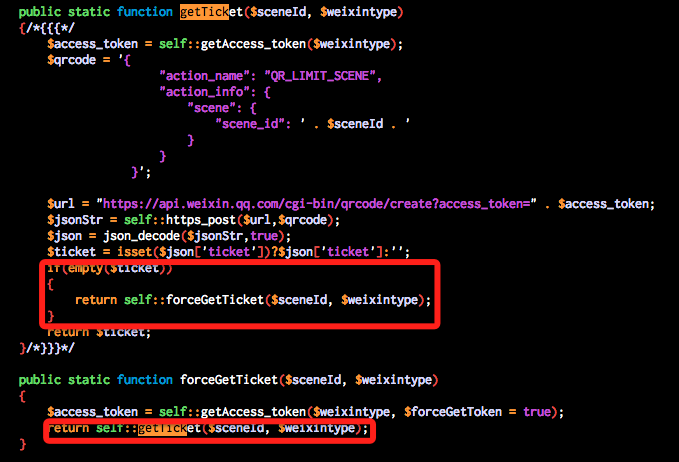 public static function getTicket($sceneId, $weixintype)
{/*{{{*/
$access_token = self::getAccess_token($weixintype);
$qrcode = '{
"action_name": "QR_LIMIT_SCENE",
"action_info": {
"scene": {
"scene_id": ' . $sceneId . '
}
}
}';
$url = "https://api.weixin.qq.com/cgi-bin/qrcode/create?access_token=" . $access_token;
$jsonStr = self::https_post($url,$qrcode);
$json = json_decode($jsonStr,true);
$ticket = isset($json['ticket'])?$json['ticket']:'';
if(empty($ticket))
{
return self::forceGetTicket($sceneId, $weixintype);
}
return $ticket;
}/*}}}*/
public static function forceGetTicket($sceneId, $weixintype)
{
$access_token = self::getAccess_token($weixintype, $forceGetToken = true);
return self::getTicket($sceneId, $weixintype);
}